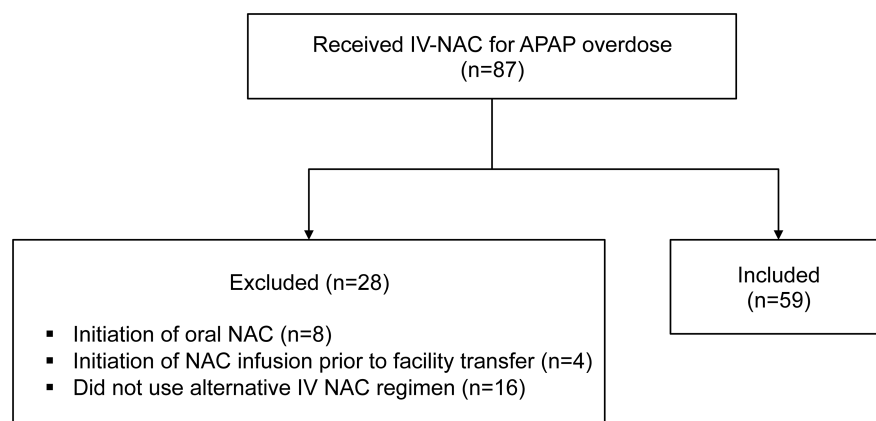 Received IV-NAC for APAP overdose
(n=87)
Excluded (n=28)
▪ Initiation of oral NAC (n=8)
▪ Initiation of NAC infusion prior to facility transfer (n=4)
▪ Did not use alternative IV NAC regimen (n=16)
Included
(n=59)